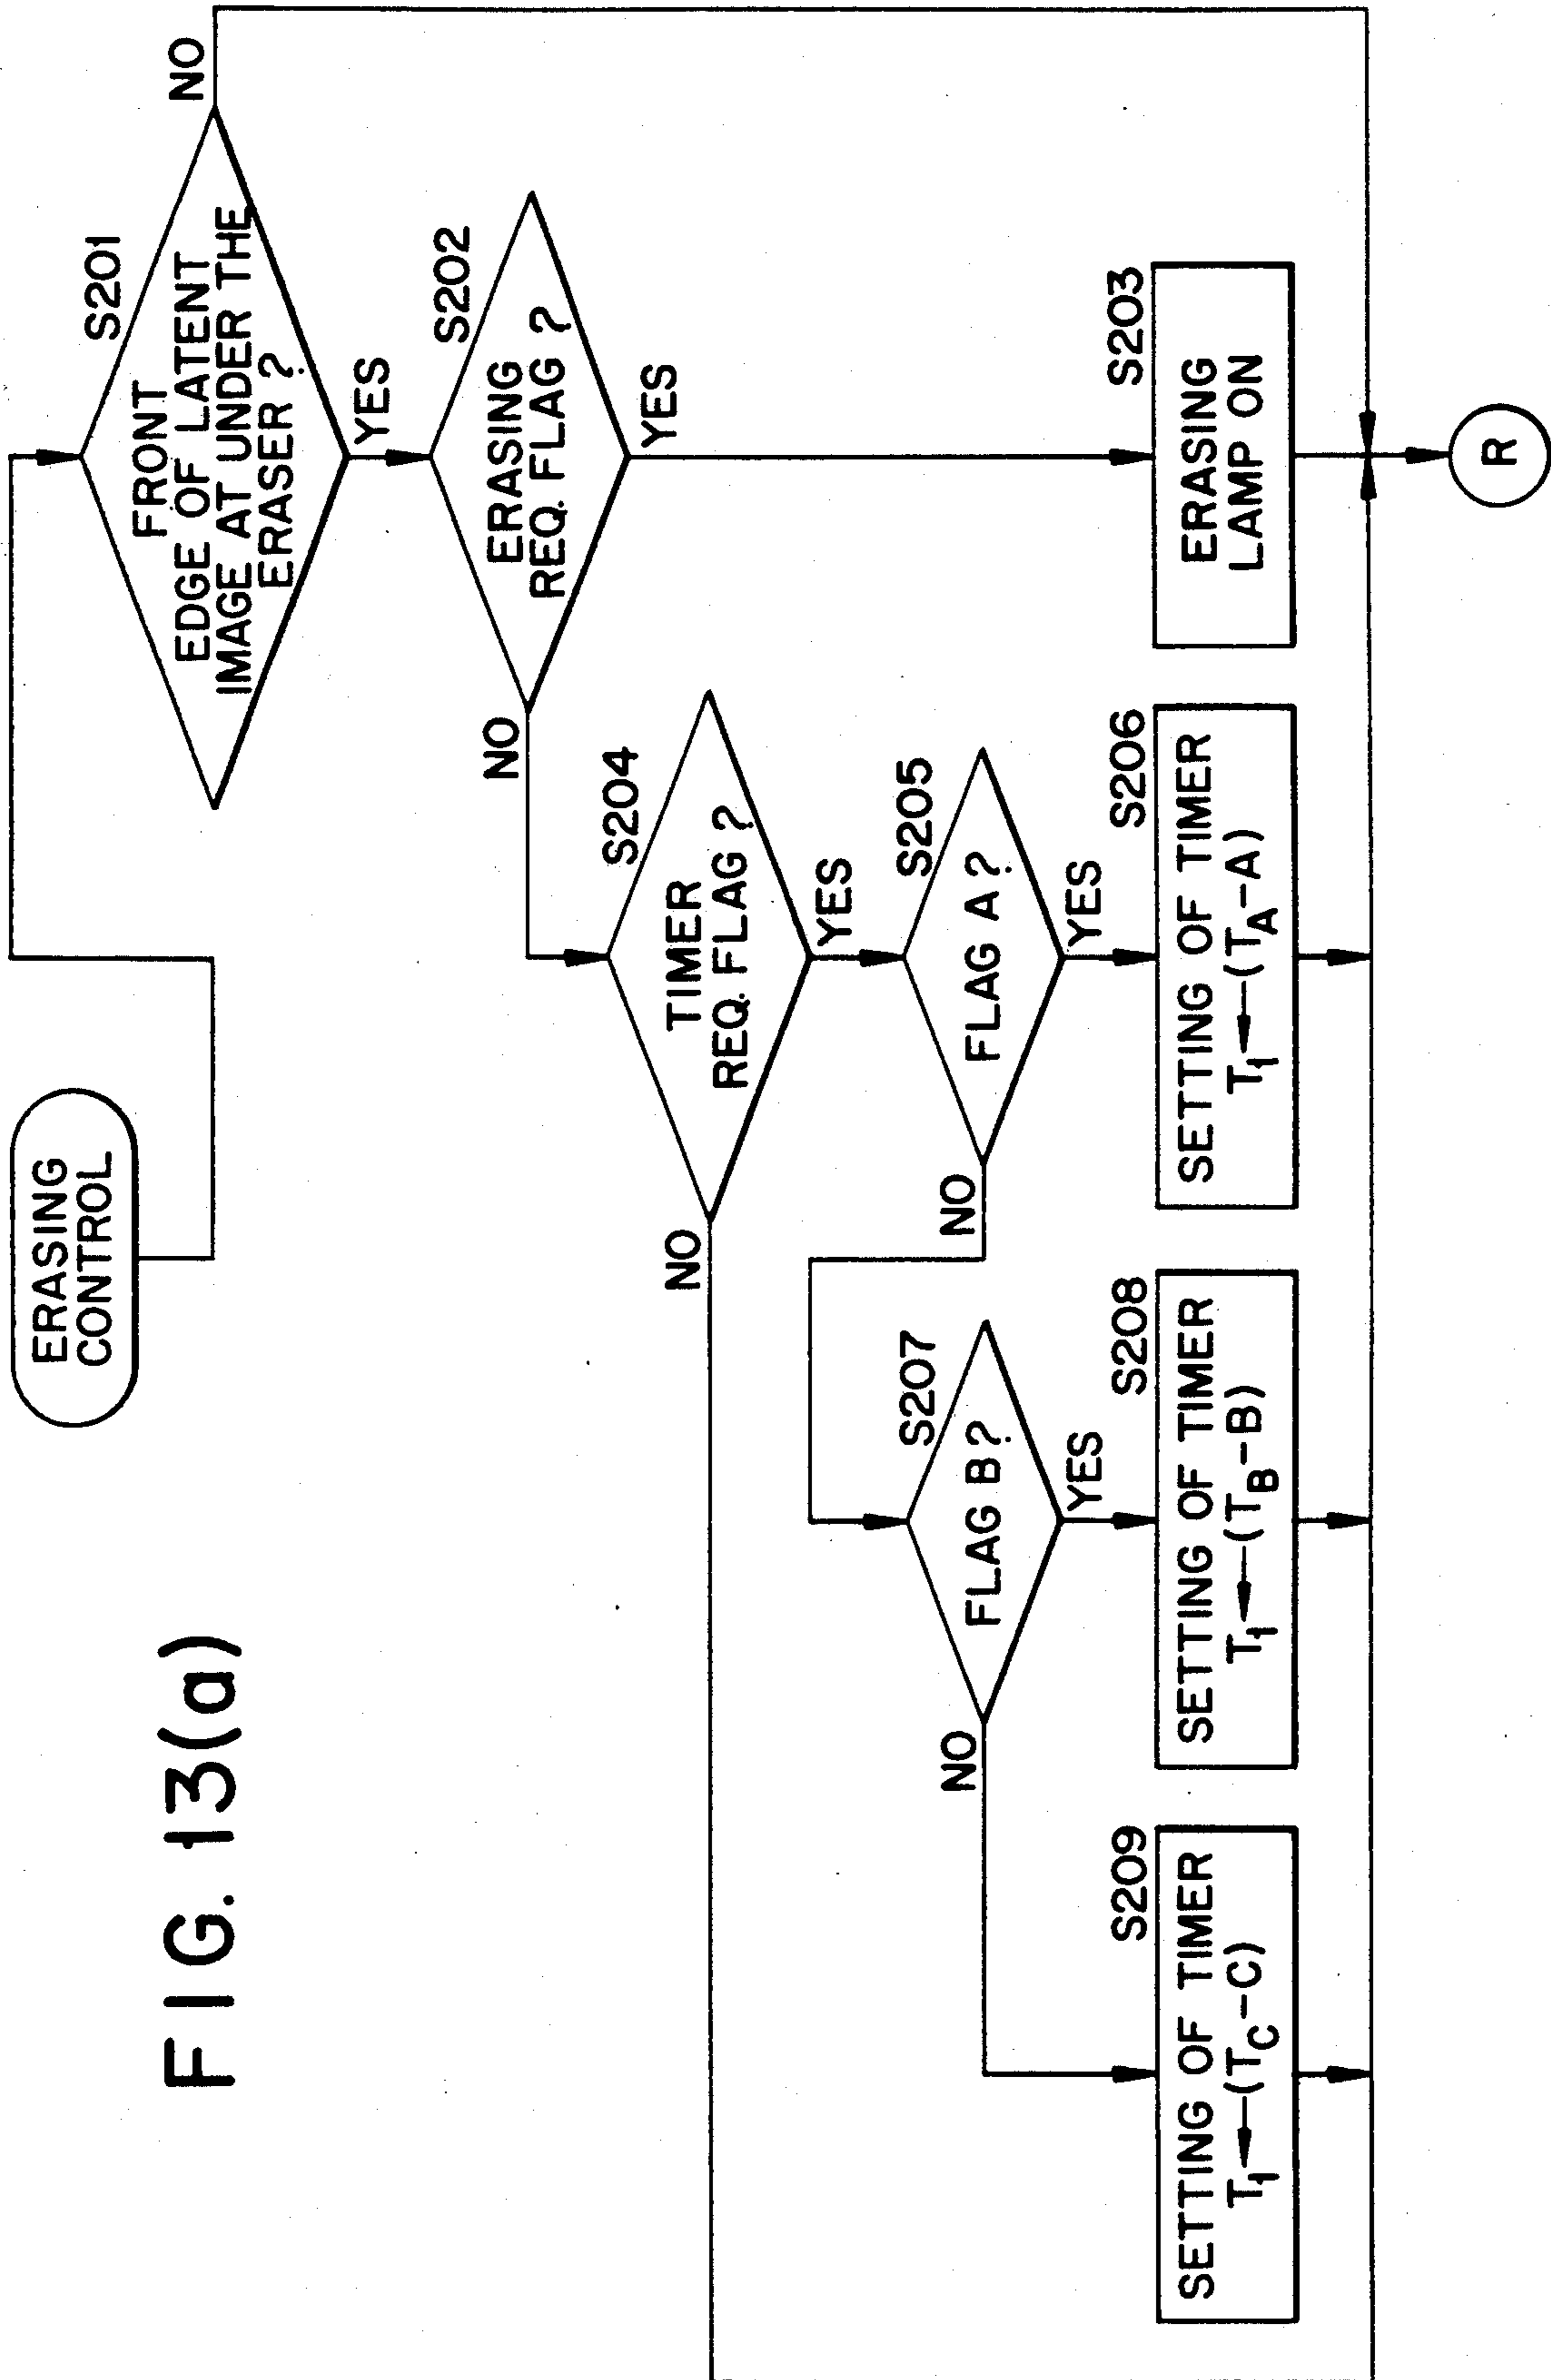 FIG. 13(a)
ERASING
CONTROL
S201
FRONT
EDGE OF LATENT
IMAGE AT UNDER THE
ERASER ?
NO
YES
S202
ERASING
REQ. FLAG ?
NO
YES
S203
ERASING
LAMP ON
S204
TIMER
REQ. FLAG ?
NO
YES
S205
FLAG A ?
NO
YES
S206
SETTING OF TIMER
T1←(TA-A)
S207
FLAG B ?
NO
YES
S208
SETTING OF TIMER
T1←(TB-B)
S209
SETTING OF TIMER
T1←(TC-C)
R